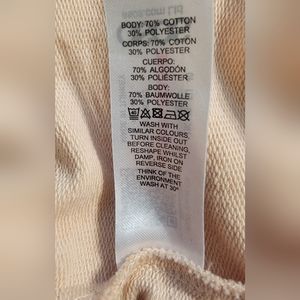 BODY: 70% COTTON
30% POLYESTER
CORPS: 70% COTON
30% POLYESTER
CUERPO:
70% ALGODÓN
30% POLIÉSTER
BODY:
70% BAUMWOLLE
30% POLYESTER
WASH WITH
SIMILAR COLOURS,
TURN INSIDE OUT
BEFORE CLEANING,
RESHAPE WHILST
DAMP, IRON ON
REVERSE SIDE
THINK OF THE
ENVIRONMENT
WASH AT 30°